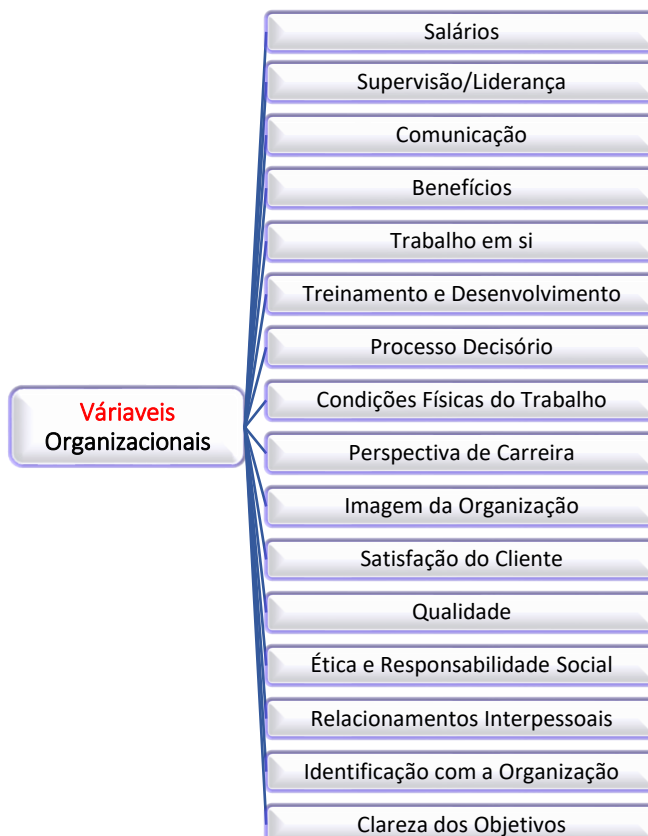 Salários
Supervisão/Liderança
Comunicação
Benefícios
Trabalho em si
Treinamento e Desenvolvimento
Processo Decisório
Váriaveis
Organizacionais
Condições Físicas do Trabalho
Perspectiva de Carreira
Imagem da Organização
Satisfação do Cliente
Qualidade
Ética e Responsabilidade Social
Relacionamentos Interpessoais
Identificação com a Organização
Clareza dos Objetivos